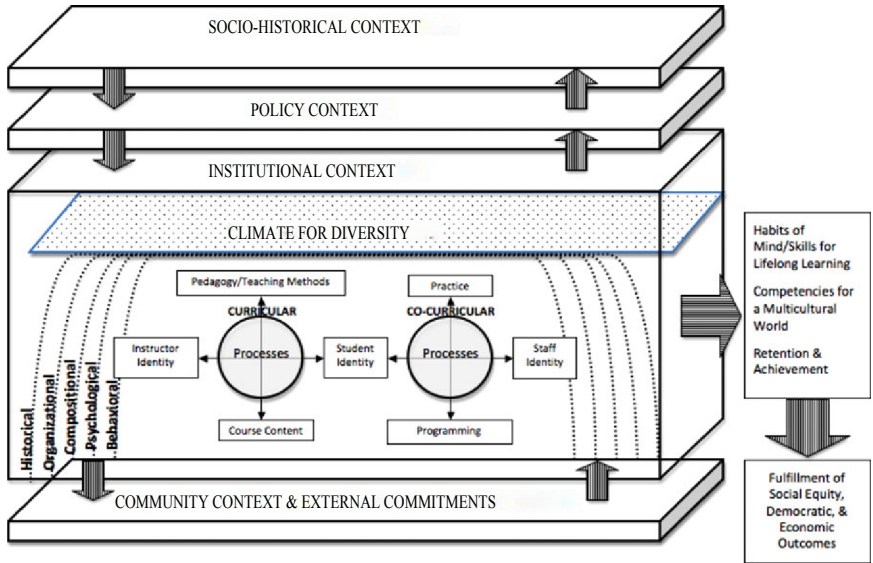 SOCIO-HISTORICAL CONTEXT
POLICY CONTEXT
INSTITUTIONAL CONTEXT
CLIMATE FOR DIVERSITY
Pedagogy/Teaching Methods
Practice
CURRICULAR
CO-CURRICULAR
Instructor
Identity
Processes
Student
Identity
Processes
Staff
Identity
Course Content
Programming
Historical
Organizational
Compositional
Psychological
Behavioral
COMMUNITY CONTEXT & EXTERNAL COMMITMENTS
Habits of
Mind/Skills for
Lifelong Learning
Competencies for
a Multicultural
World
Retention &
Achievement
Fulfillment of
Social Equity,
Democratic, &
Economic
Outcomes